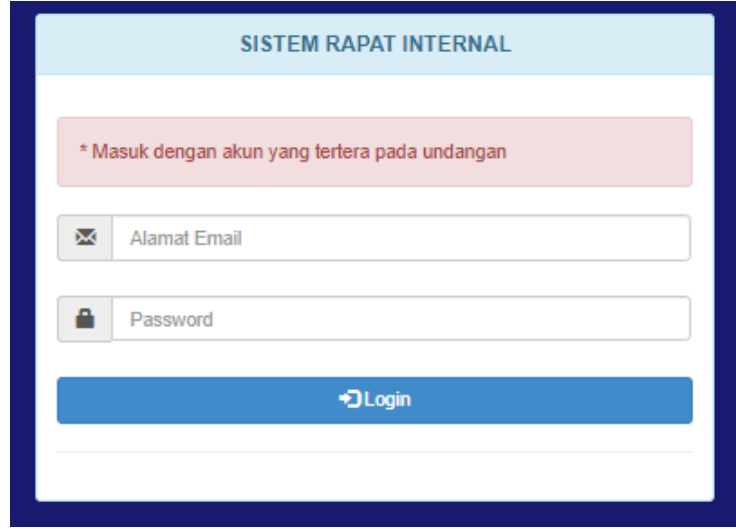 SISTEM RAPAT INTERNAL
* Masuk dengan akun yang tertera pada undangan
Alamat Email
Password
Login